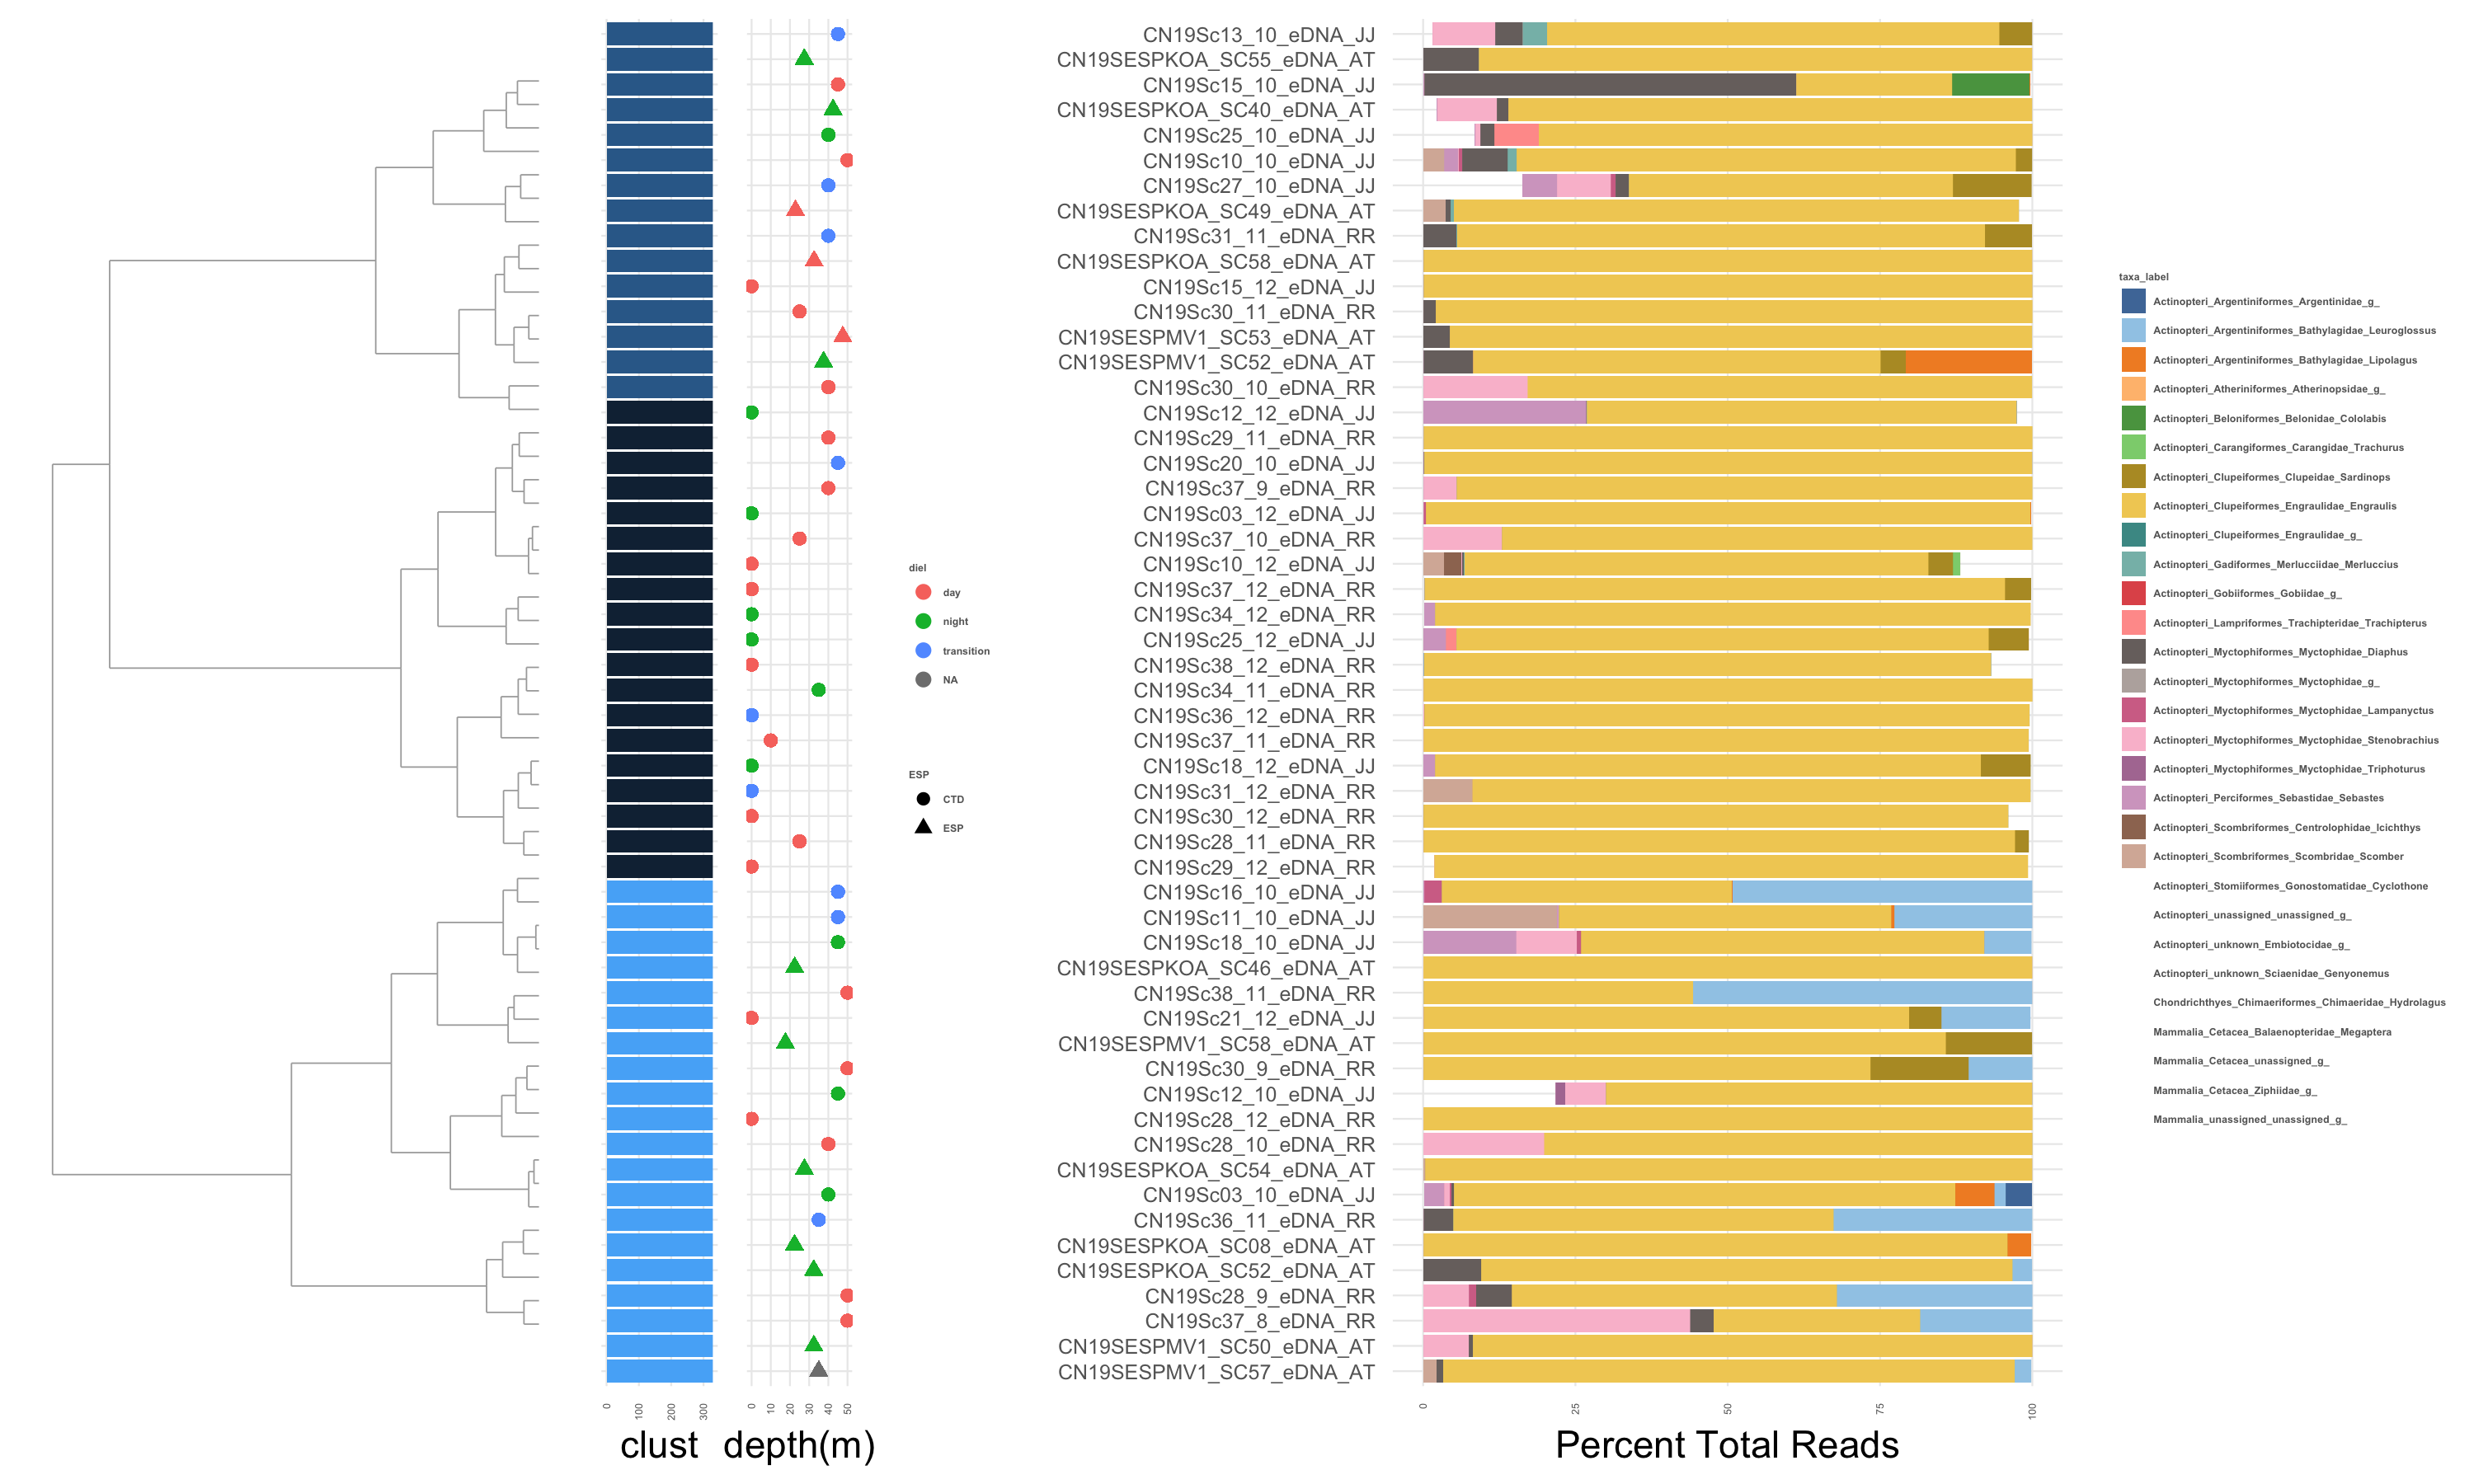 CN19Sc13_10_eDNA_JJ
CN19SESPKOA_SC55_eDNA_AT
CN19Sc15_10_eDNA_JJ
CN19SESPKOA_SC40_eDNA_AT
CN19Sc25_10_eDNA_JJ
CN19Sc10_10_eDNA_JJ
CN19Sc27_10_eDNA_JJ
CN19SESPKOA_SC49_eDNA_AT
CN19Sc31_11_eDNA_RR
CN19SESPKOA_SC58_eDNA_AT
CN19Sc15_12_eDNA_JJ
CN19Sc30_11_eDNA_RR
CN19SESPMV1_SC53_eDNA_AT
CN19SESPMV1_SC52_eDNA_AT
CN19Sc30_10_eDNA_RR
CN19Sc12_12_eDNA_JJ
CN19Sc29_11_eDNA_RR
CN19Sc20_10_eDNA_JJ
CN19Sc37_9_eDNA_RR
CN19Sc03_12_eDNA_JJ
CN19Sc37_10_eDNA_RR
CN19Sc10_12_eDNA_JJ
CN19Sc37_12_eDNA_RR
CN19Sc34_12_eDNA_RR
CN19Sc25_12_eDNA_JJ
CN19Sc38_12_eDNA_RR
CN19Sc34_11_eDNA_RR
CN19Sc36_12_eDNA_RR
CN19Sc37_11_eDNA_RR
CN19Sc18_12_eDNA_JJ
CN19Sc31_12_eDNA_RR
CN19Sc30_12_eDNA_RR
CN19Sc28_11_eDNA_RR
CN19Sc29_12_eDNA_RR
CN19Sc16_10_eDNA_JJ
CN19Sc11_10_eDNA_JJ
CN19Sc18_10_eDNA_JJ
CN19SESPKOA_SC46_eDNA_AT
CN19Sc38_11_eDNA_RR
CN19Sc21_12_eDNA_JJ
CN19SESPMV1_SC58_eDNA_AT
CN19Sc30_9_eDNA_RR
CN19Sc12_10_eDNA_JJ
CN19Sc28_12_eDNA_RR
CN19Sc28_10_eDNA_RR
CN19SESPKOA_SC54_eDNA_AT
CN19Sc03_10_eDNA_JJ
CN19Sc36_11_eDNA_RR
CN19SESPKOA_SC08_eDNA_AT
CN19SESPKOA_SC52_eDNA_AT
CN19Sc28_9_eDNA_RR
CN19Sc37_8_eDNA_RR
CN19SESPMV1_SC50_eDNA_AT
CN19SESPMV1_SC57_eDNA_AT
diel
day
night
transition
NA
ESP
CTD
ESP
taxa_label
Actinopteri_Argentiniformes_Argentinidae_g_
Actinopteri_Argentiniformes_Bathylagidae_Leuroglossus
Actinopteri_Argentiniformes_Bathylagidae_Lipolagus
Actinopteri_Atheriniformes_Atherinopsidae_g_
Actinopteri_Beloniformes_Belonidae_Cololabis
Actinopteri_Carangiformes_Carangidae_Trachurus
Actinopteri_Clupeiformes_Clupeidae_Sardinops
Actinopteri_Clupeiformes_Engraulidae_Engraulis
Actinopteri_Clupeiformes_Engraulidae_g_
Actinopteri_Gadiformes_Merlucciidae_Merluccius
Actinopteri_Gobiiformes_Gobiidae_g_
Actinopteri_Lampriformes_Trachipteridae_Trachipterus
Actinopteri_Myctophiformes_Myctophidae_Diaphus
Actinopteri_Myctophiformes_Myctophidae_g_
Actinopteri_Myctophiformes_Myctophidae_Lampanyctus
Actinopteri_Myctophiformes_Myctophidae_Stenobrachius
Actinopteri_Myctophiformes_Myctophidae_Triphoturus
Actinopteri_Perciformes_Sebastidae_Sebastes
Actinopteri_Scombriformes_Centrolophidae_Icichthys
Actinopteri_Scombriformes_Scombridae_Scomber
Actinopteri_Stomiiformes_Gonostomatidae_Cyclothone
Actinopteri_unassigned_unassigned_g_
Actinopteri_unknown_Embiotocidae_g_
Actinopteri_unknown_Sciaenidae_Genyonemus
Chondrichthyes_Chimaeriformes_Chimaeridae_Hydrolagus
Mammalia_Cetacea_Balaenopteridae_Megaptera
Mammalia_Cetacea_unassigned_g_
Mammalia_Cetacea_Ziphiidae_g_
Mammalia_unassigned_unassigned_g_
0 100 200 300
0 10 20 30 40 50
0 25 50 75 100
clust depth(m) Percent Total Reads